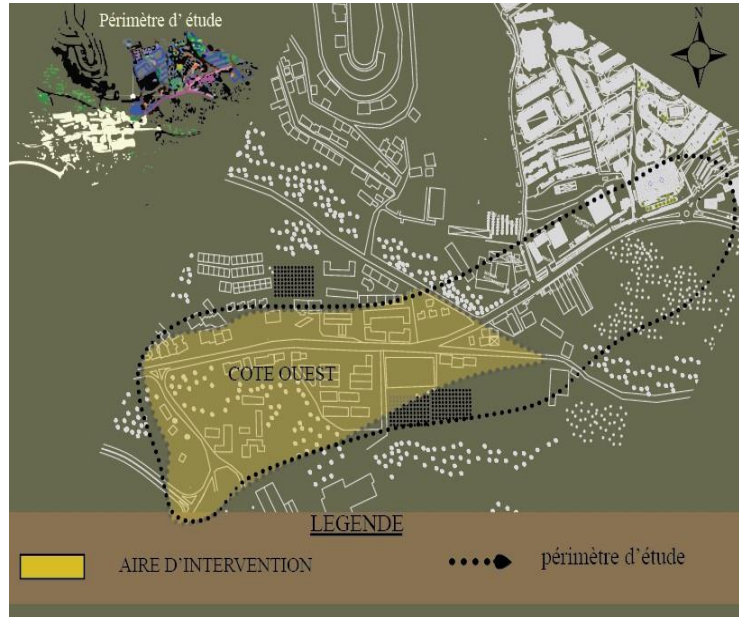 Périmètre d' étude
N
COTE OUEST
LEGENDE
AIRE D'INTERVENTION
périmètre d'étude